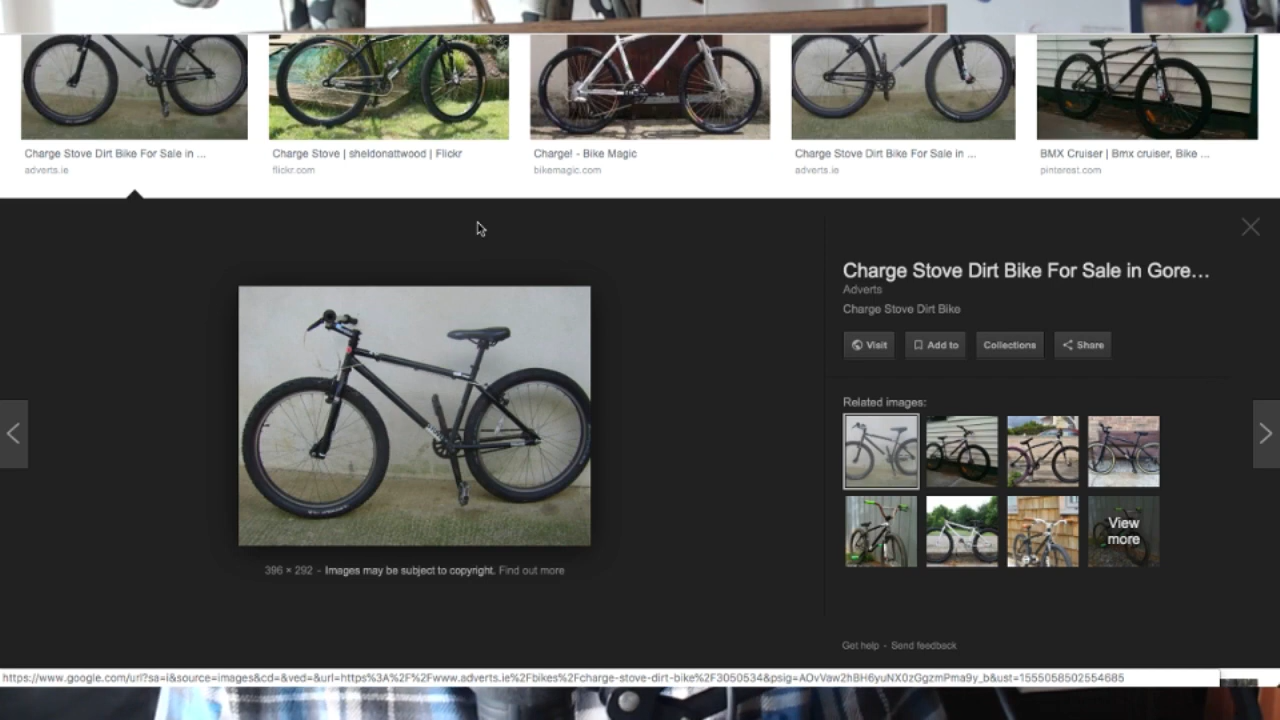 Charge Stove Dirt Bike For Sale in ...
adverts.ie
Charge Stove | sheldonattwood | Flickr
flickr.com
Charge! - Bike Magic
bikemagic.com
Charge Stove Dirt Bike For Sale in ...
adverts.ie
BMX Cruiser | Bmx cruiser, Bike ...
pinterest.com
Charge Stove Dirt Bike For Sale in Gore...
Adverts
Charge Stove Dirt Bike
Visit
Add to
Collections
Share
Related images:
View
more
396 × 292 - Images may be subject to copyright. Find out more
Get help - Send feedback
https://www.google.com/url?sa=i&source=images&cd=&ved=&url=https%3A%2F%2Fwww.adverts.ie%2Fbikes%2Fcharge-stove-dirt-bike%2F3050534&psig=AOvVaw2hBH6yuNX0zGgzmPma9y_b&ust=1555058502554685